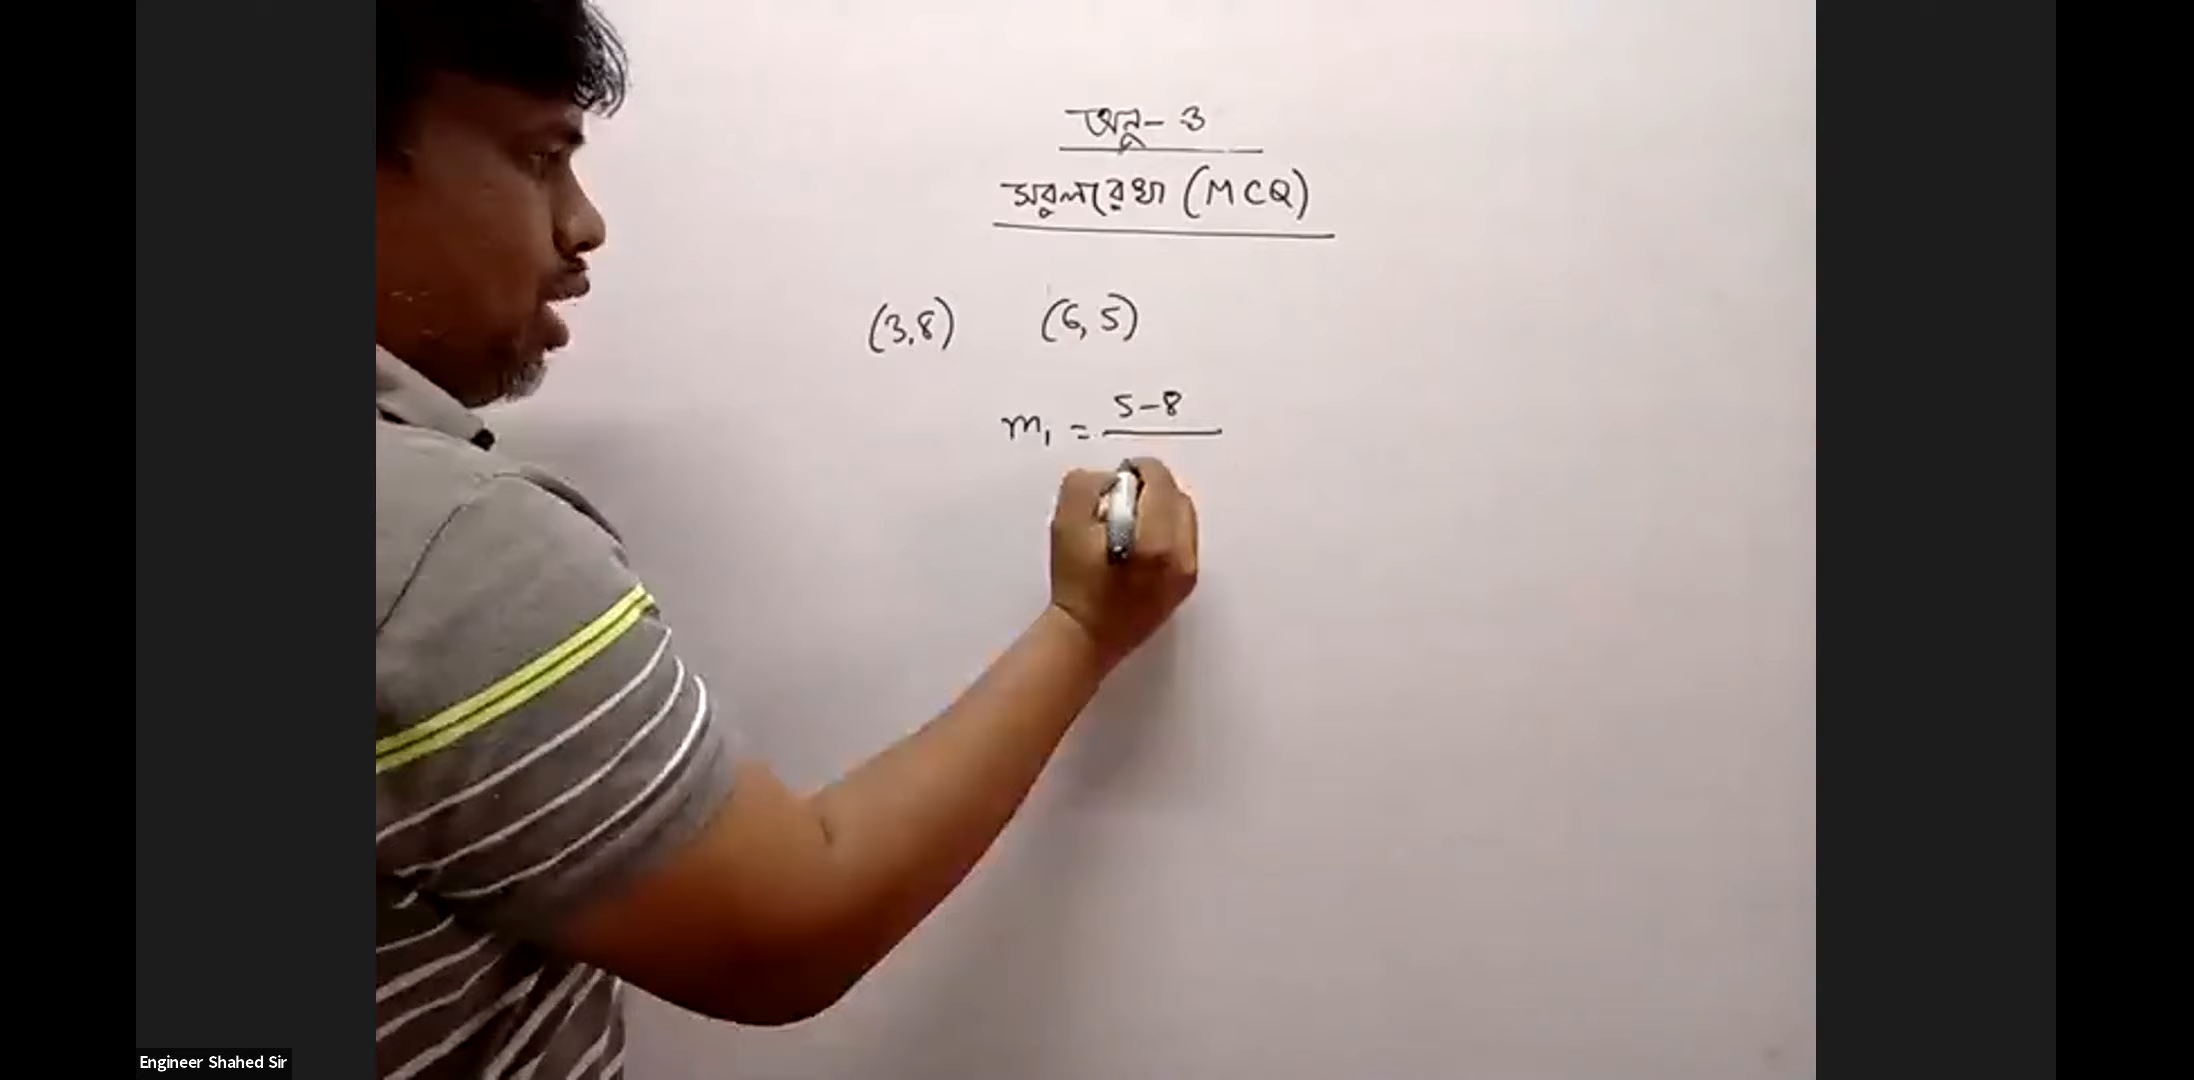 অনু- ৩
সরলরেখা (MCQ)
(3,8) (6,5)
m₁ = 5-8
Engineer Shahed Sir